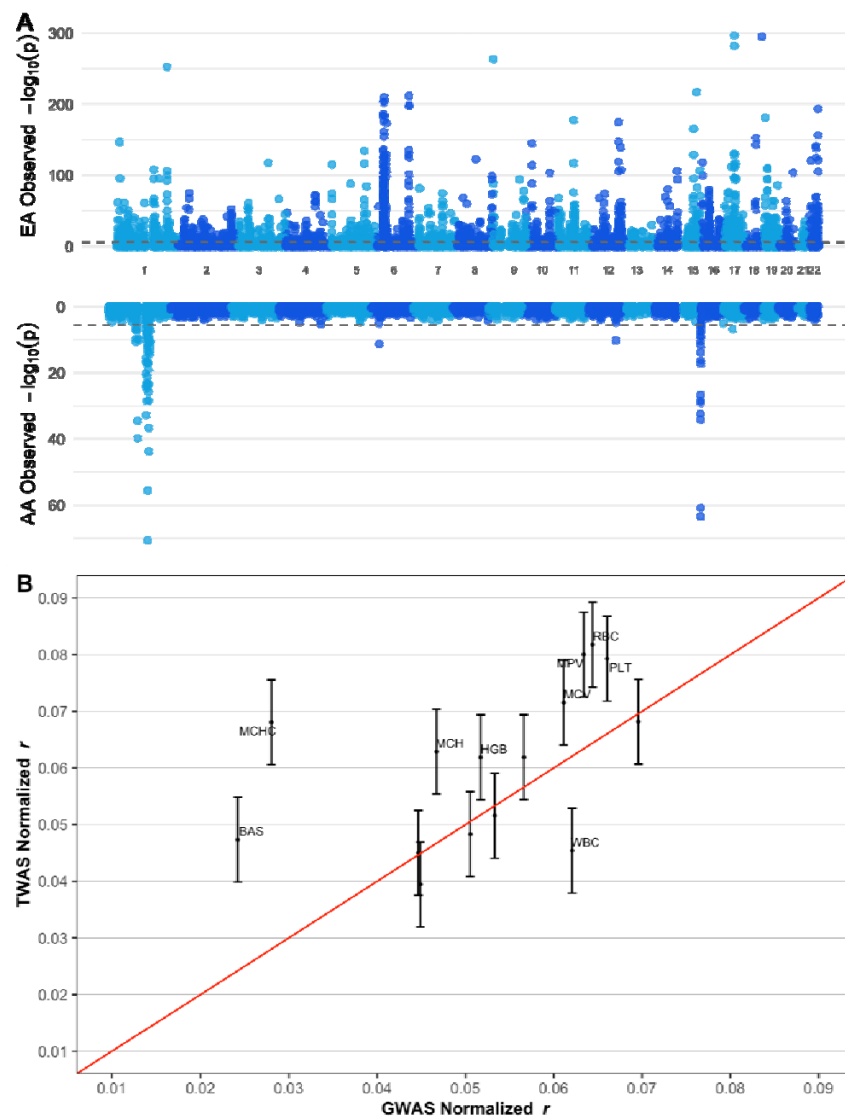 A
EA Observed −log10(p)
300
200
100
0
1 2 3 4 5 6 7 8 9 10 11 12 13 14 15 16 17 18 19 20 21 22
AA Observed −log10(p)
0
20
40
60
B
TWAS Normalized r
0.09
0.08
0.07
0.06
0.05
0.04
0.03
0.02
0.01
RBC
MPV
PLT
MCV
MCHC
MCH
HGB
BAS
WBC
0.01 0.02 0.03 0.04 0.05 0.06 0.07 0.08 0.09
GWAS Normalized r